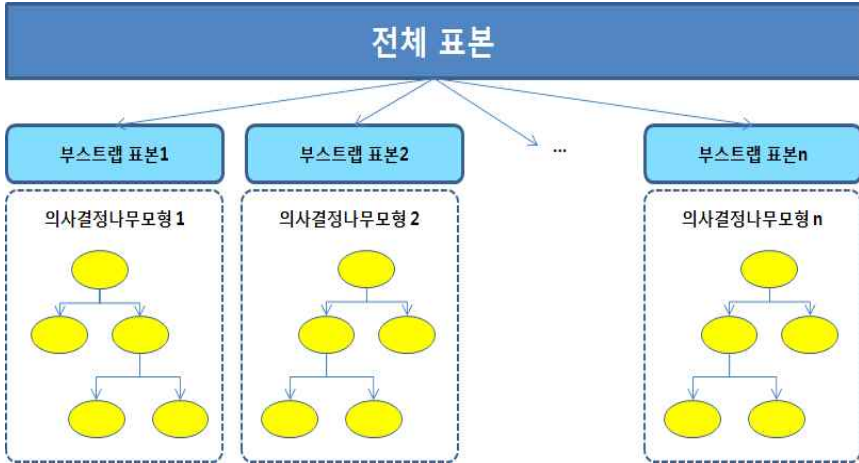 전체 표본
부스트랩 표본1
부스트랩 표본2
...
부스트랩 표본n
의사결정나무모형 1
의사결정나무모형 2
의사결정나무모형 n